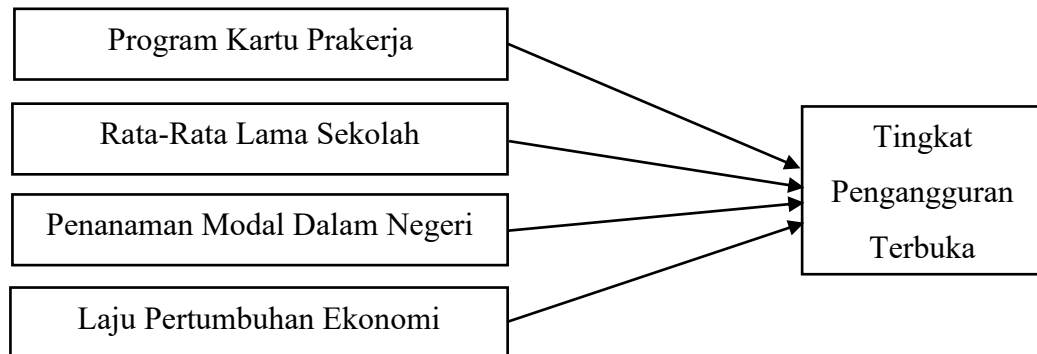 Program Kartu Prakerja
Rata-Rata Lama Sekolah
Penanaman Modal Dalam Negeri
Laju Pertumbuhan Ekonomi
Tingkat
Pengangguran
Terbuka